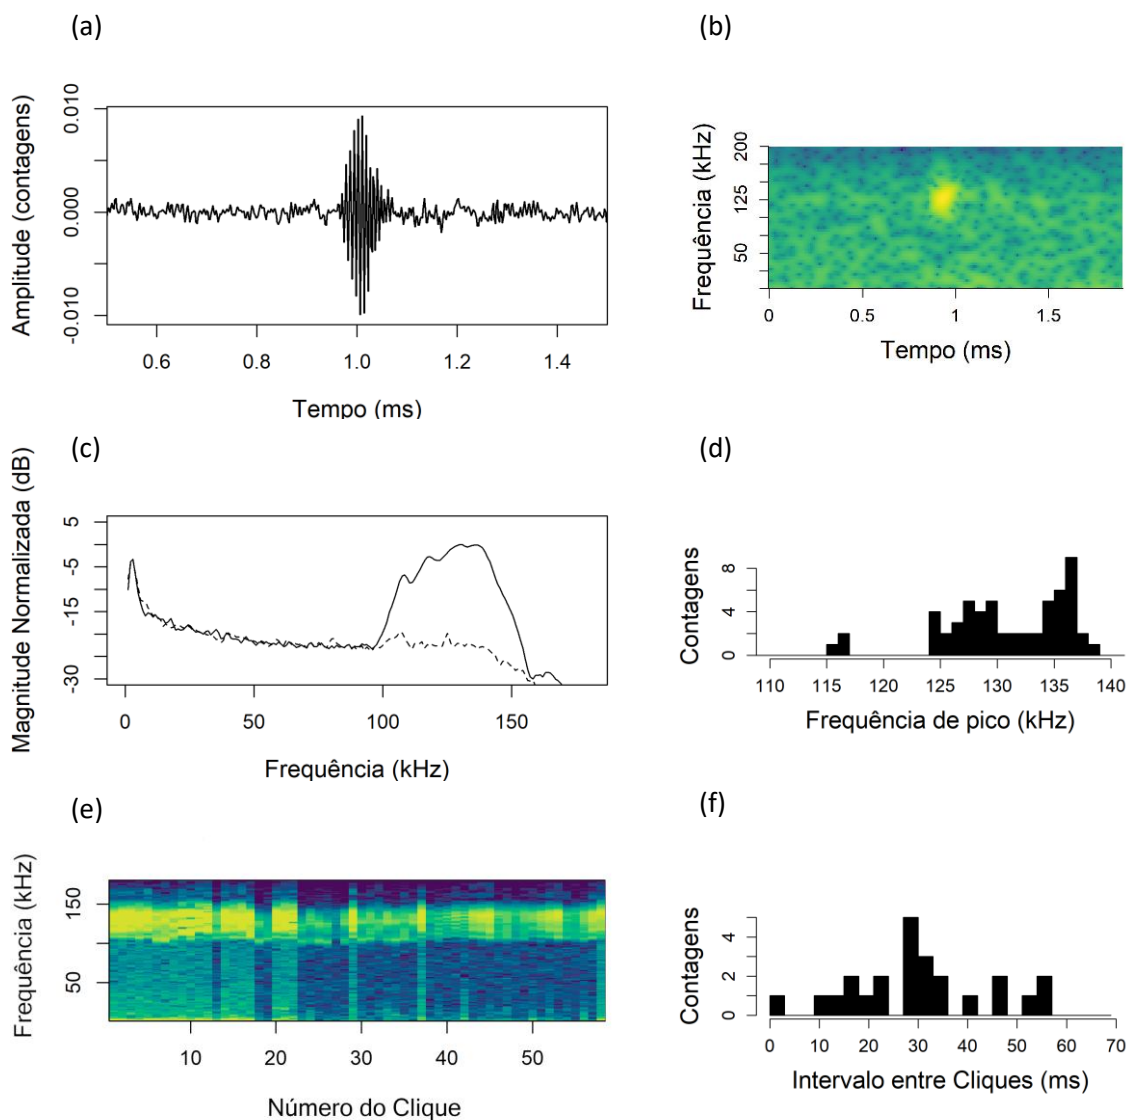 (a)
Amplitude (contagens)
0.010
0.000
-0.010
0.6 0.8 1.0 1.2 1.4
Tempo (ms)
(b)
Frequência (kHz)
200
125
50
0 0.5 1 1.5
Tempo (ms)
(c)
Magnitude Normalizada (dB)
5
-5
-15
-30
0 50 100 150
Frequência (kHz)
(d)
Contagens
8
4
0
110 115 120 125 130 135 140
Frequência de pico (kHz)
(e)
Frequência (kHz)
150
50
10 20 30 40 50
Número do Clique
(f)
Contagens
4
2
0
0 10 20 30 40 50 60 70
Intervalo entre Cliques (ms)